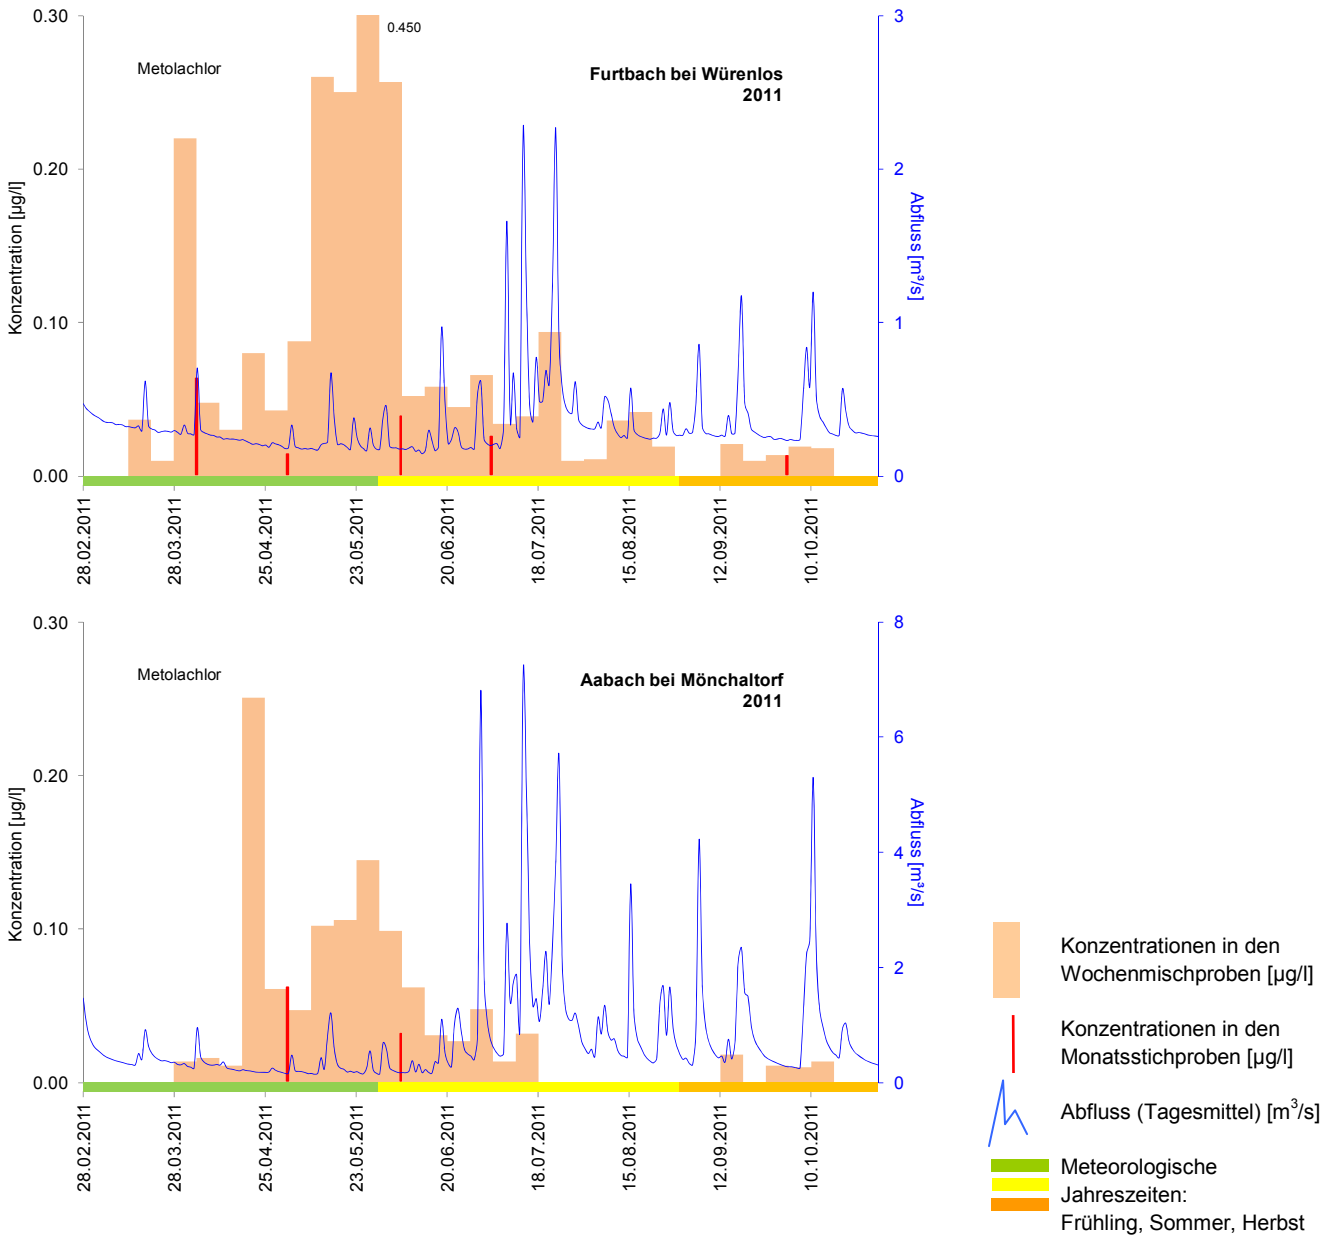 0.30
0.20
0.10
0.00
Konzentration [µg/l]
Metolachlor
0.450
Furtbach bei Würenlos
2011
3
2
1
0
Abfluss [m³/s]
28.02.2011
28.03.2011
25.04.2011
23.05.2011
20.06.2011
18.07.2011
15.08.2011
12.09.2011
10.10.2011
0.30
0.20
0.10
0.00
Konzentration [µg/l]
Metolachlor
Aabach bei Mönchaltorf
2011
8
6
4
2
0
Abfluss [m³/s]
28.02.2011
28.03.2011
25.04.2011
23.05.2011
20.06.2011
18.07.2011
15.08.2011
12.09.2011
10.10.2011
Konzentrationen in den
Wochenmischproben [µg/l]
Konzentrationen in den
Monatsstichproben [µg/l]
Abfluss (Tagesmittel) [m³/s]
Meteorologische
Jahreszeiten:
Frühling, Sommer, Herbst